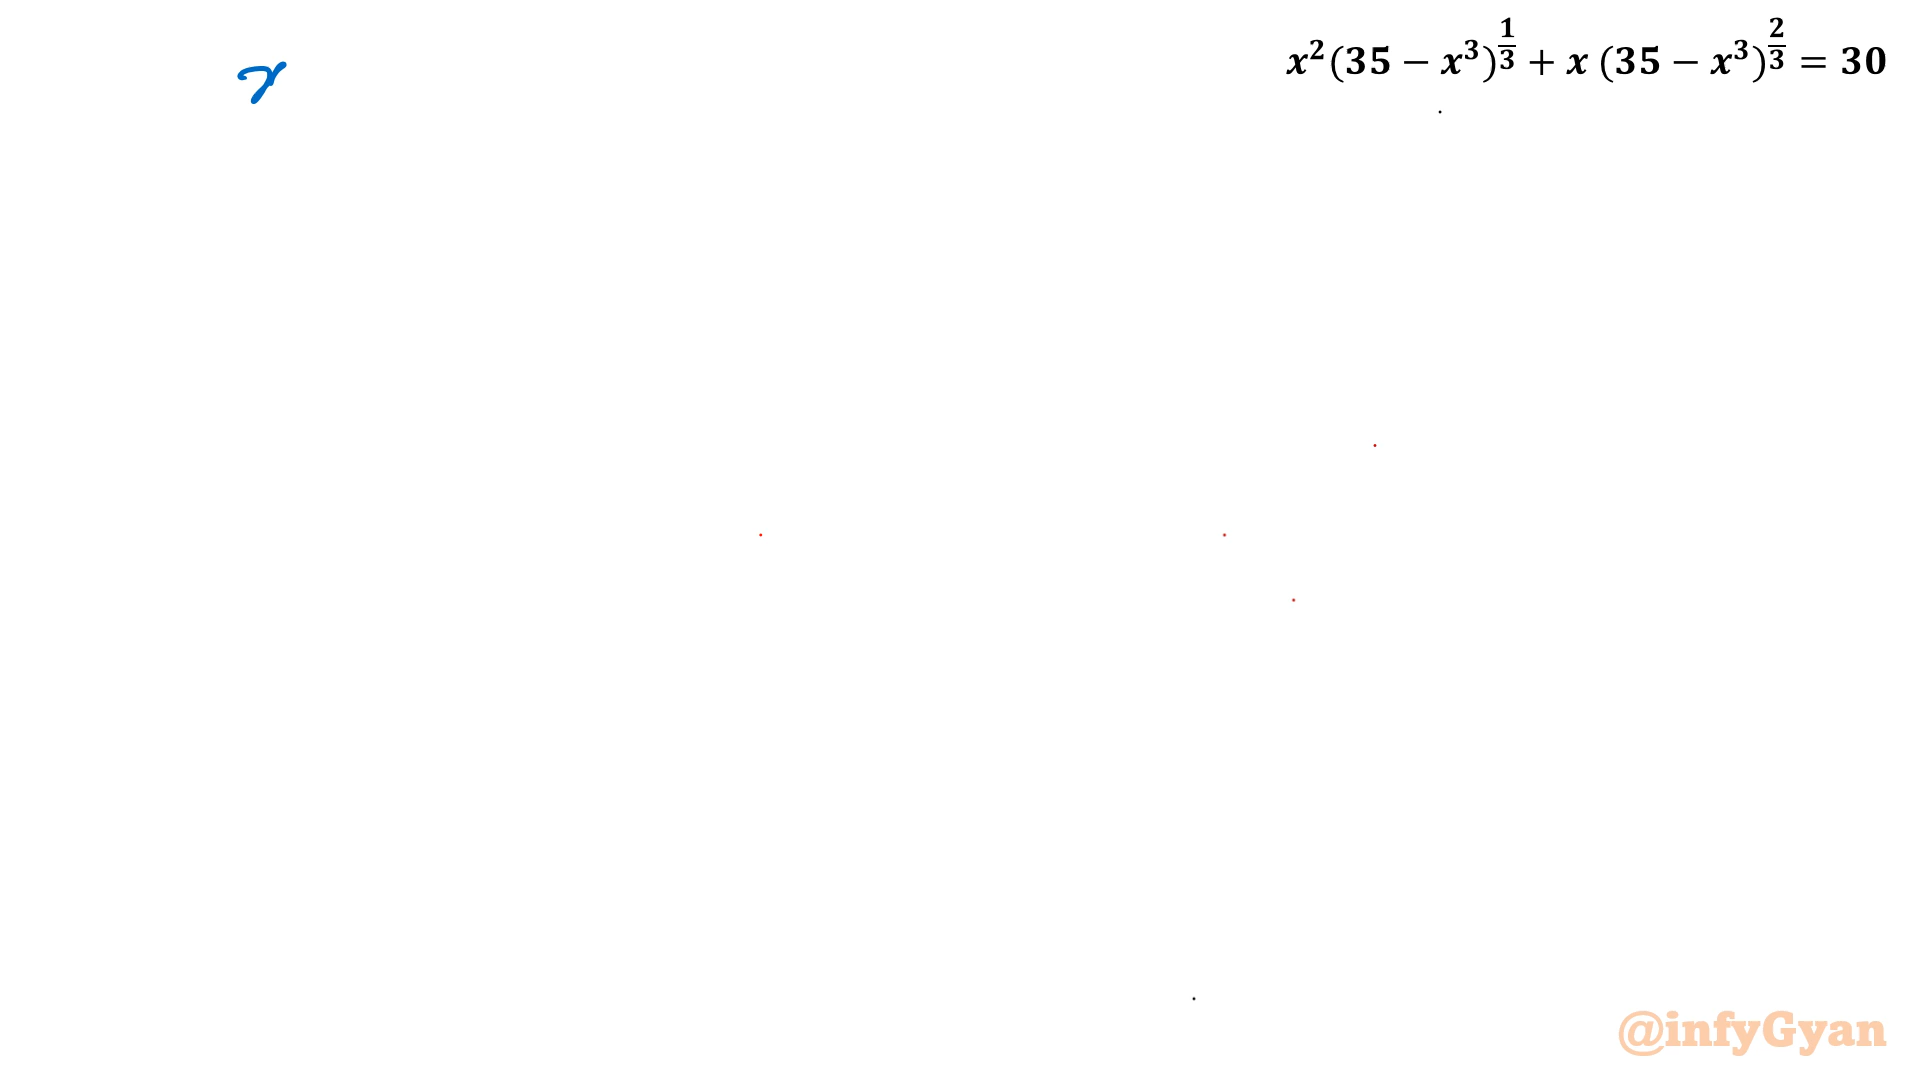 x²(35 − x³)^{1/3} + x (35 − x³)^{2/3} = 30
x
@infyGyan